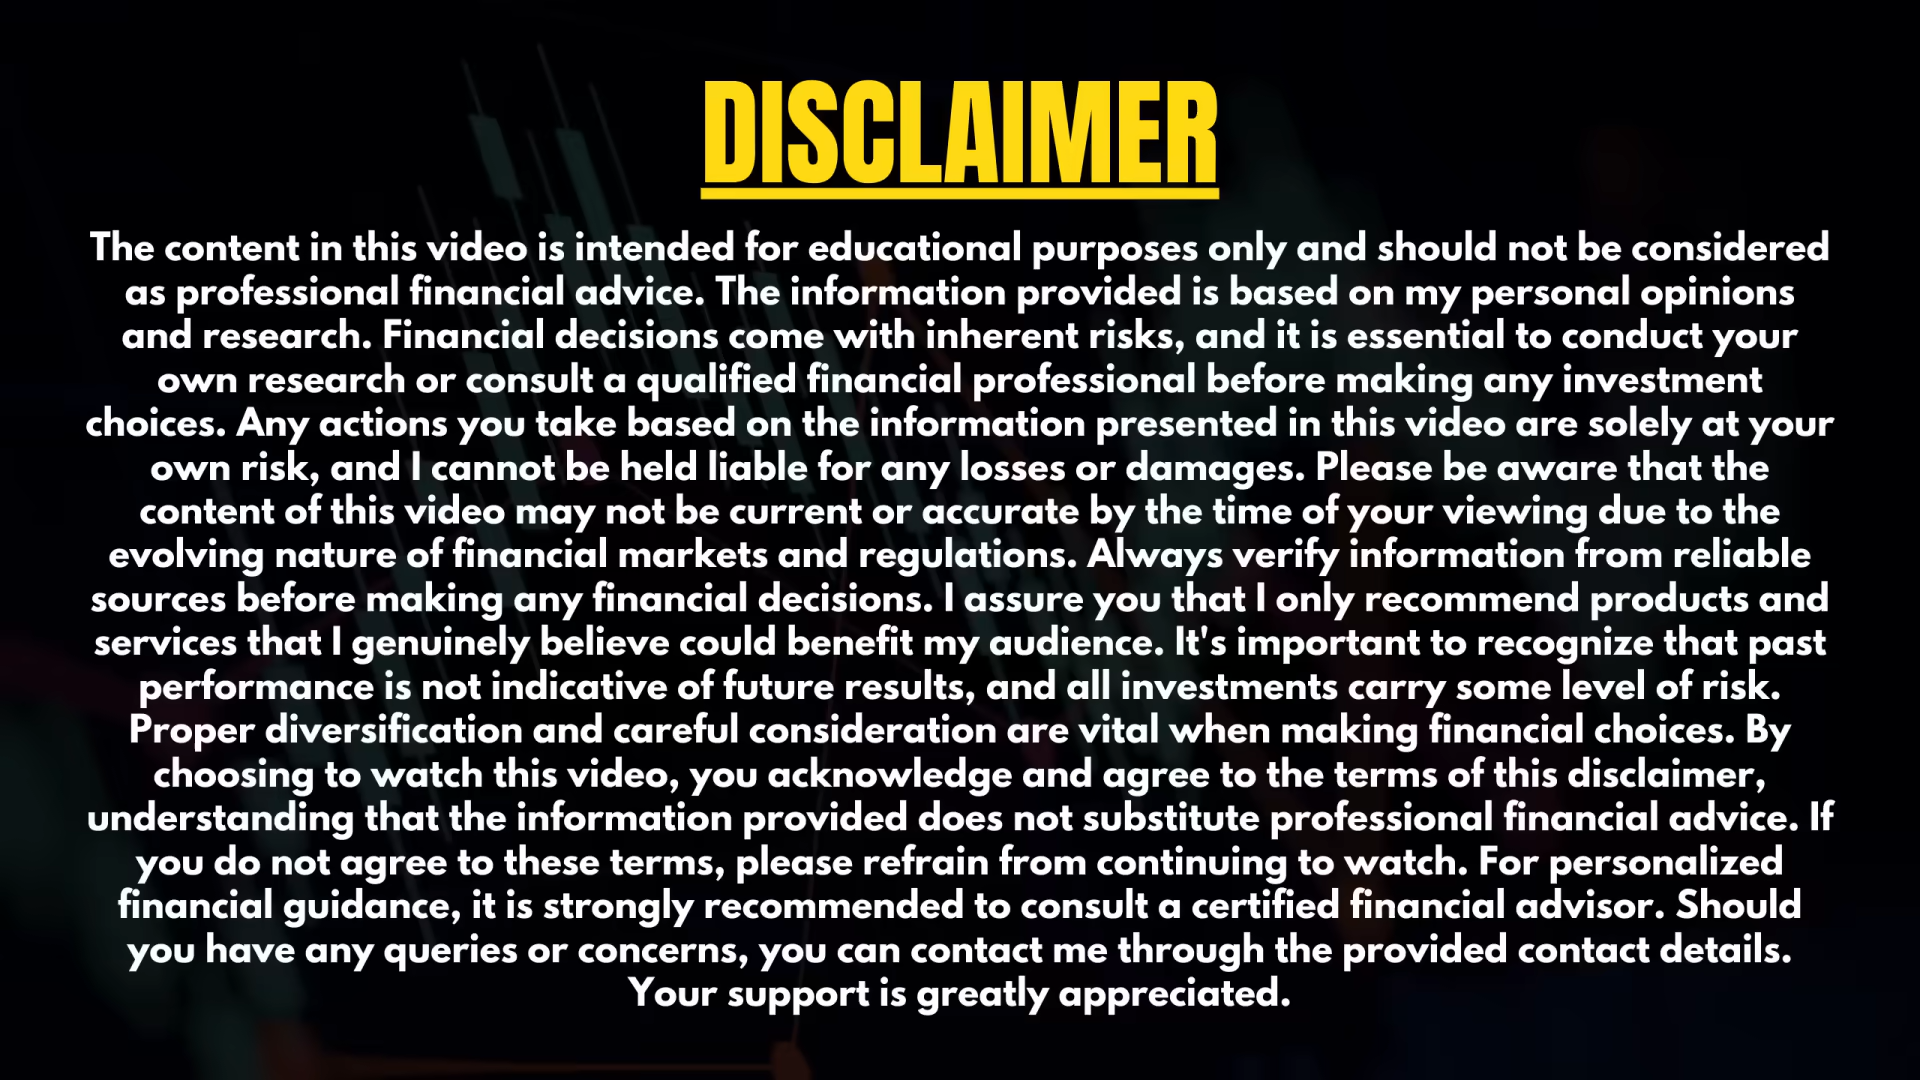 DISCLAIMER
The content in this video is intended for educational purposes only and should not be considered
as professional financial advice. The information provided is based on my personal opinions
and research. Financial decisions come with inherent risks, and it is essential to conduct your
own research or consult a qualified financial professional before making any investment
choices. Any actions you take based on the information presented in this video are solely at your
own risk, and I cannot be held liable for any losses or damages. Please be aware that the
content of this video may not be current or accurate by the time of your viewing due to the
evolving nature of financial markets and regulations. Always verify information from reliable
sources before making any financial decisions. I assure you that I only recommend products and
services that I genuinely believe could benefit my audience. It's important to recognize that past
performance is not indicative of future results, and all investments carry some level of risk.
Proper diversification and careful consideration are vital when making financial choices. By
choosing to watch this video, you acknowledge and agree to the terms of this disclaimer,
understanding that the information provided does not substitute professional financial advice. If
you do not agree to these terms, please refrain from continuing to watch. For personalized
financial guidance, it is strongly recommended to consult a certified financial advisor. Should
you have any queries or concerns, you can contact me through the provided contact details.
Your support is greatly appreciated.